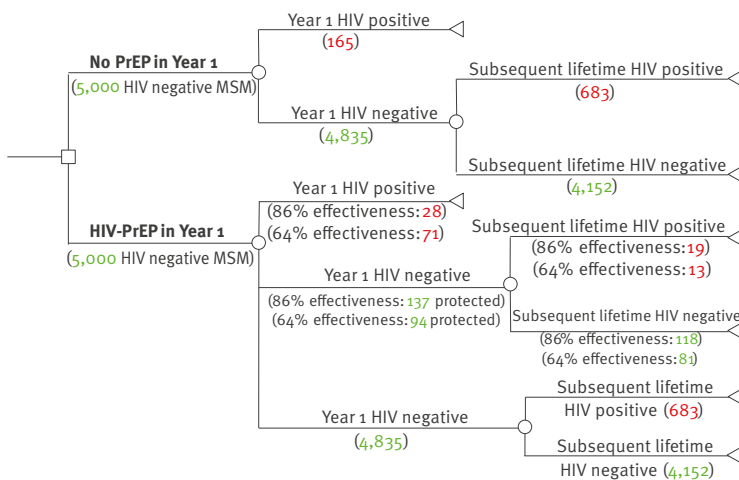 Year 1 HIV positive
(165)
No PrEP in Year 1
(5,000 HIV negative MSM)
Subsequent lifetime HIV positive
(683)
Year 1 HIV negative
(4,835)
Subsequent lifetime HIV negative
(4,152)
Year 1 HIV positive
(86% effectiveness: 28)
(64% effectiveness: 71)
HIV-PrEP in Year 1
(5,000 HIV negative MSM)
Subsequent lifetime HIV positive
(86% effectiveness: 19)
(64% effectiveness: 13)
Year 1 HIV negative
(86% effectiveness: 137 protected)
(64% effectiveness: 94 protected)
Subsequent lifetime HIV negative
(86% effectiveness: 118)
(64% effectiveness: 81)
Subsequent lifetime
HIV positive (683)
Year 1 HIV negative
(4,835)
Subsequent lifetime
HIV negative (4,152)